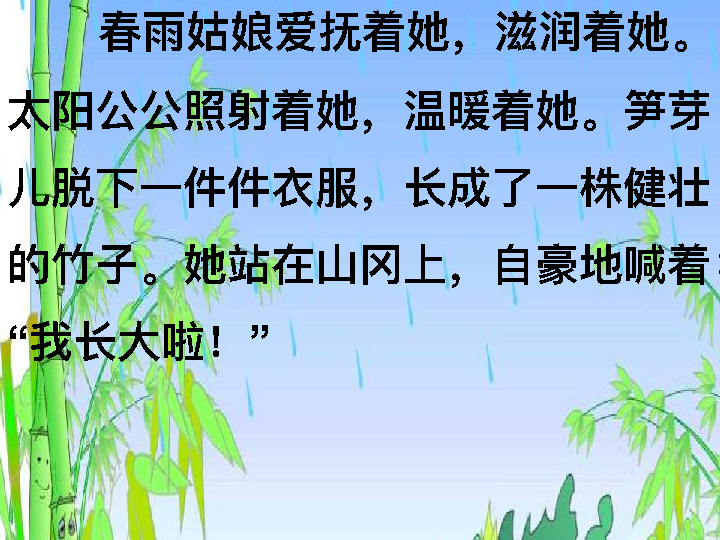 春雨姑娘爱抚着她，滋润着她。
太阳公公照射着她，温暖着她。笋芽
儿脱下一件件衣服，长成了一株健壮
的竹子。她站在山冈上，自豪地喊着：
“我长大啦！”